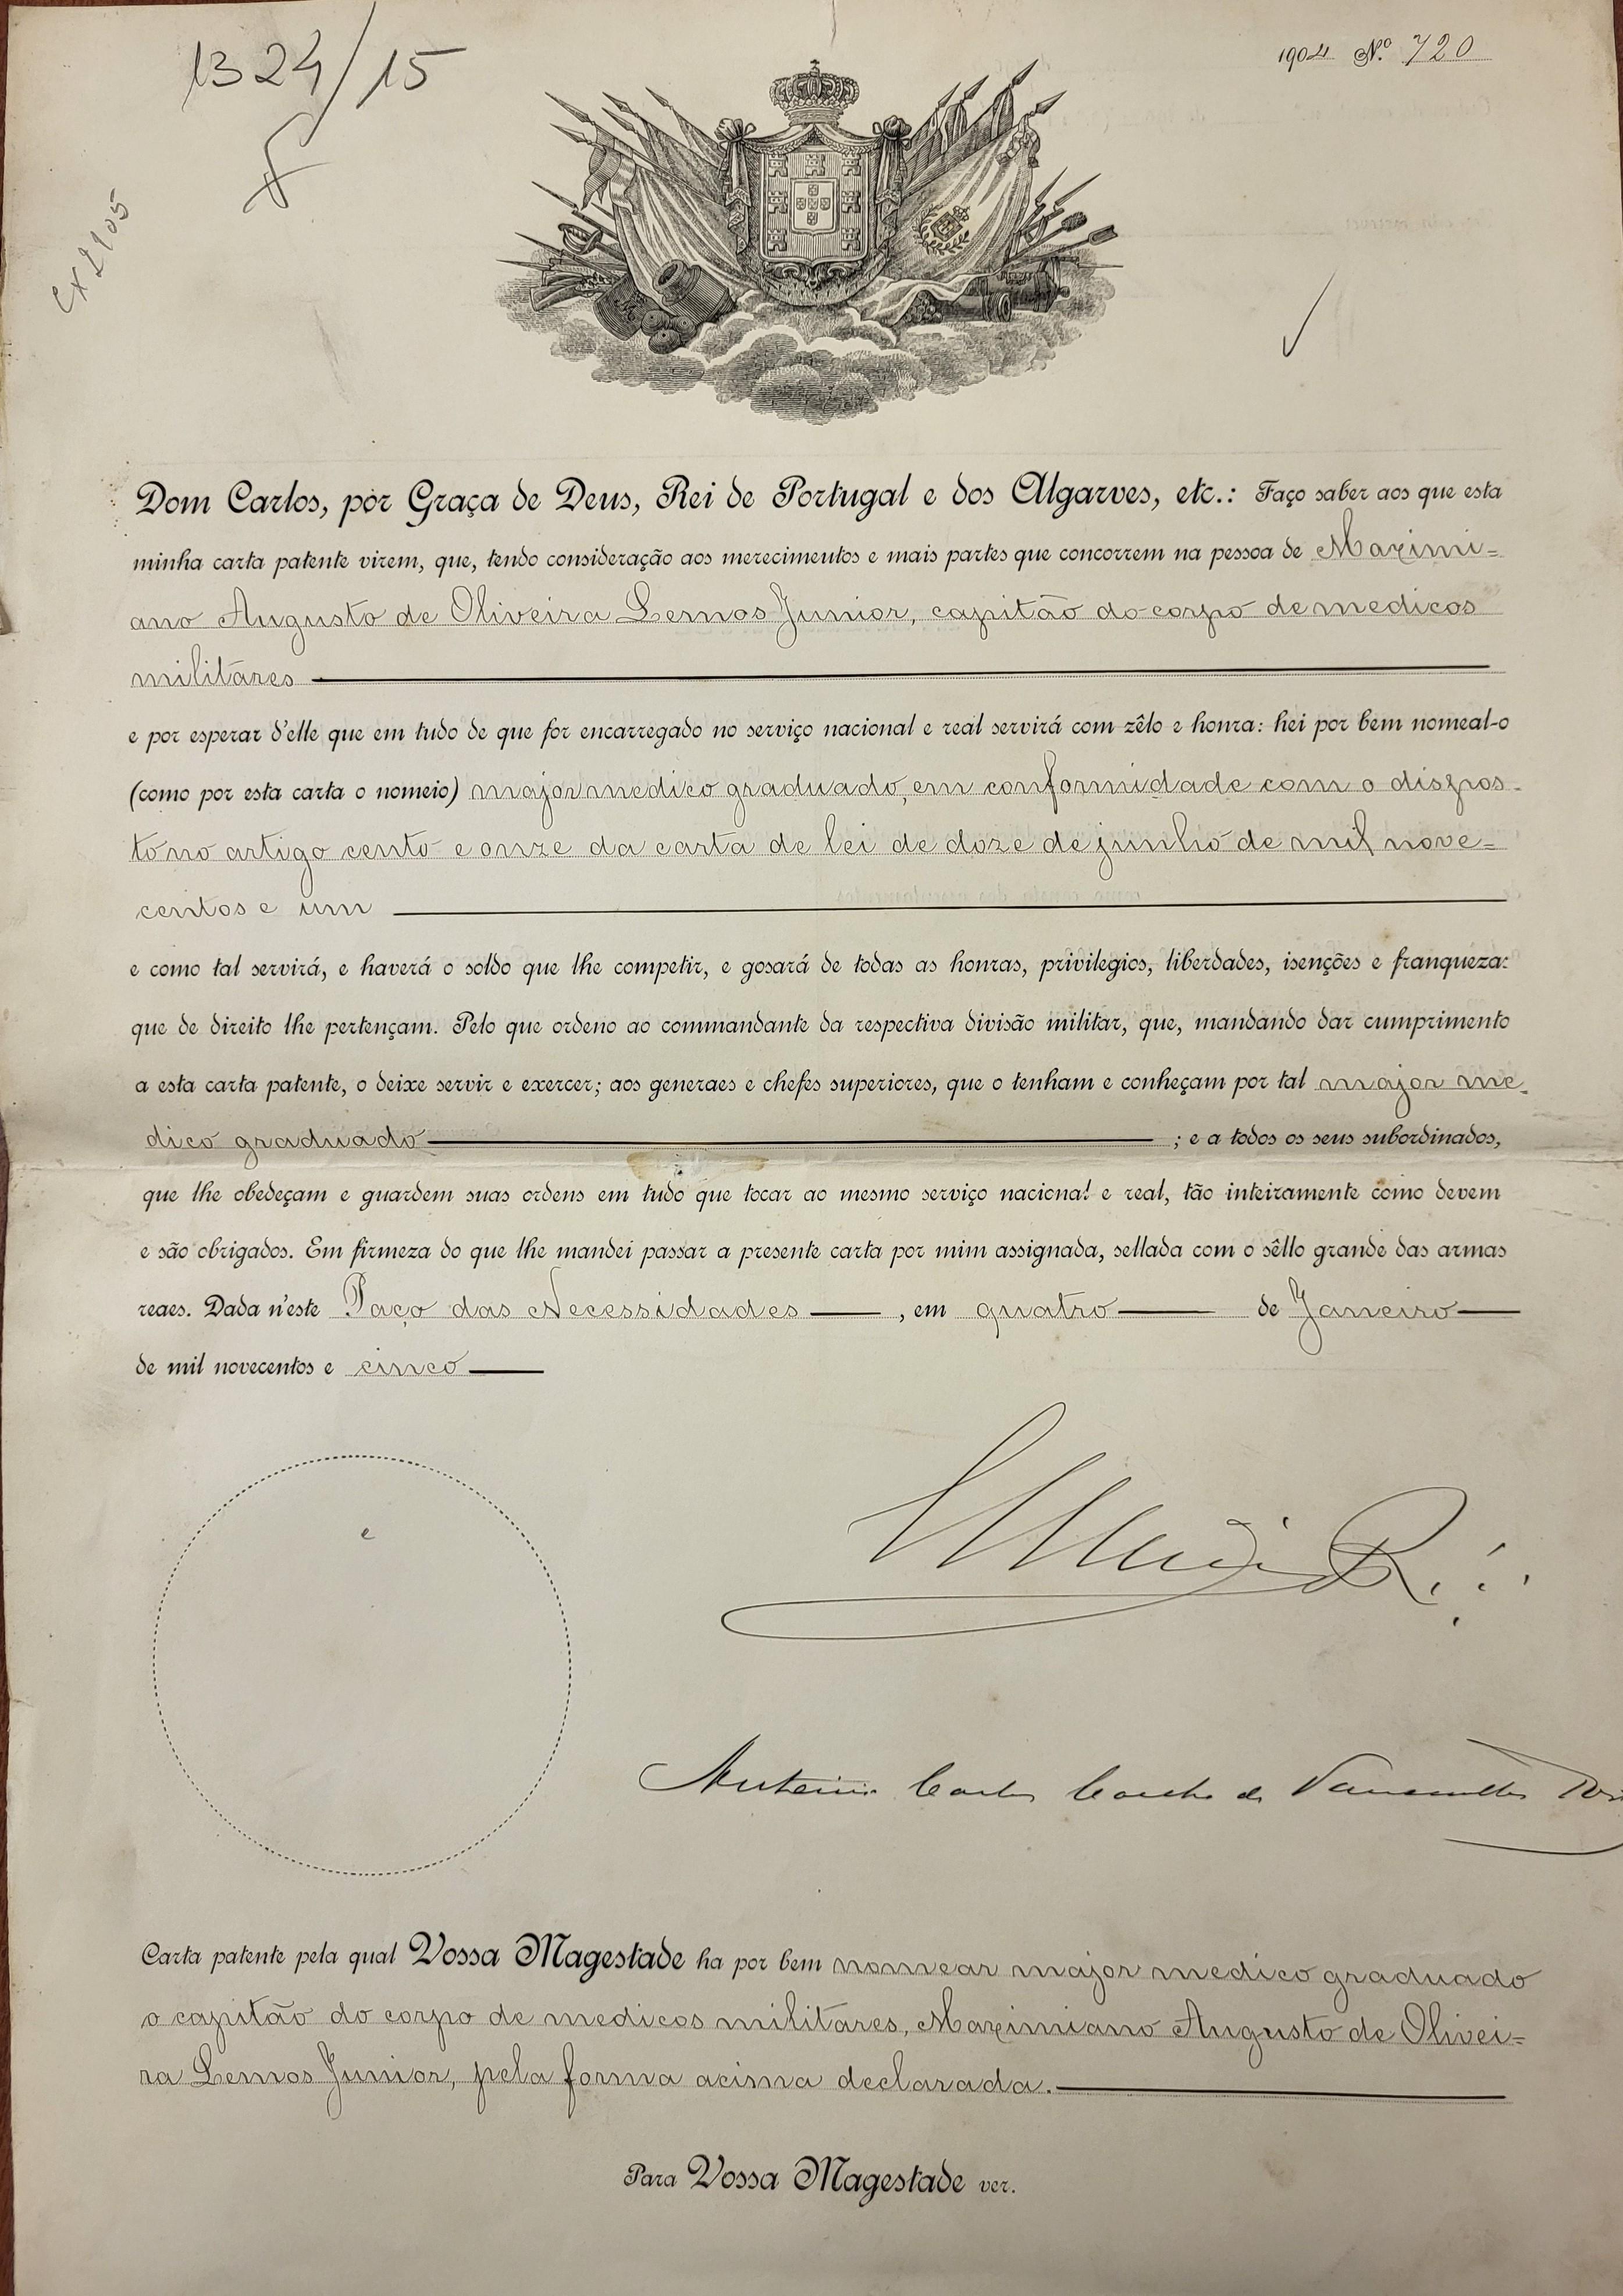 1324/15
1904 Nº 720
Cx 2105
Dom Carlos, por Graça de Deus, Rei de Portugal e dos Algarves, etc.: Faço saber aos que esta
minha carta patente virem, que, tendo consideração aos merecimentos e mais partes que concorrem na pessoa de Maximi=
ano Augusto de Oliveira Lemos Junior, capitão do corpo de medicos
militares
e por esperar d'elle que em tudo de que for encarregado no serviço nacional e real servirá com zêlo e honra: hei por bem nomeal-o
(como por esta carta o nomeio) major medico graduado, em conformidade com o dispos-
to no artigo cento e onze da carta de lei de doze de junho de mil nove=
centos e um
e como tal servirá, e haverá o soldo que lhe competir, e gosará de todas as honras, privilegios, liberdades, isenções e franqueza:
que de direito lhe pertençam. Pelo que ordeno ao commandante da respectiva divisão militar, que, mandando dar cumprimento
a esta carta patente, o deixe servir e exercer; aos generaes e chefes superiores, que o tenham e conheçam por tal major me-
dico graduado ; e a todos os seus subordinados,
que lhe obedeçam e guardem suas ordens em tudo que tocar ao mesmo serviço nacional e real, tão inteiramente como devem
e são obrigados. Em firmeza do que lhe mandei passar a presente carta por mim assignada, sellada com o sêllo grande das armas
reaes. Dada n'este Paço das Necessidades, em quatro de Janeiro
de mil novecentos e cinco
Carta patente pela qual Vossa Magestade ha por bem nomear major medico graduado
o capitão do corpo de medicos militares, Maximiano Augusto de Olivei=
ra Lemos Junior, pela forma acima declarada.
Para Vossa Magestade ver.